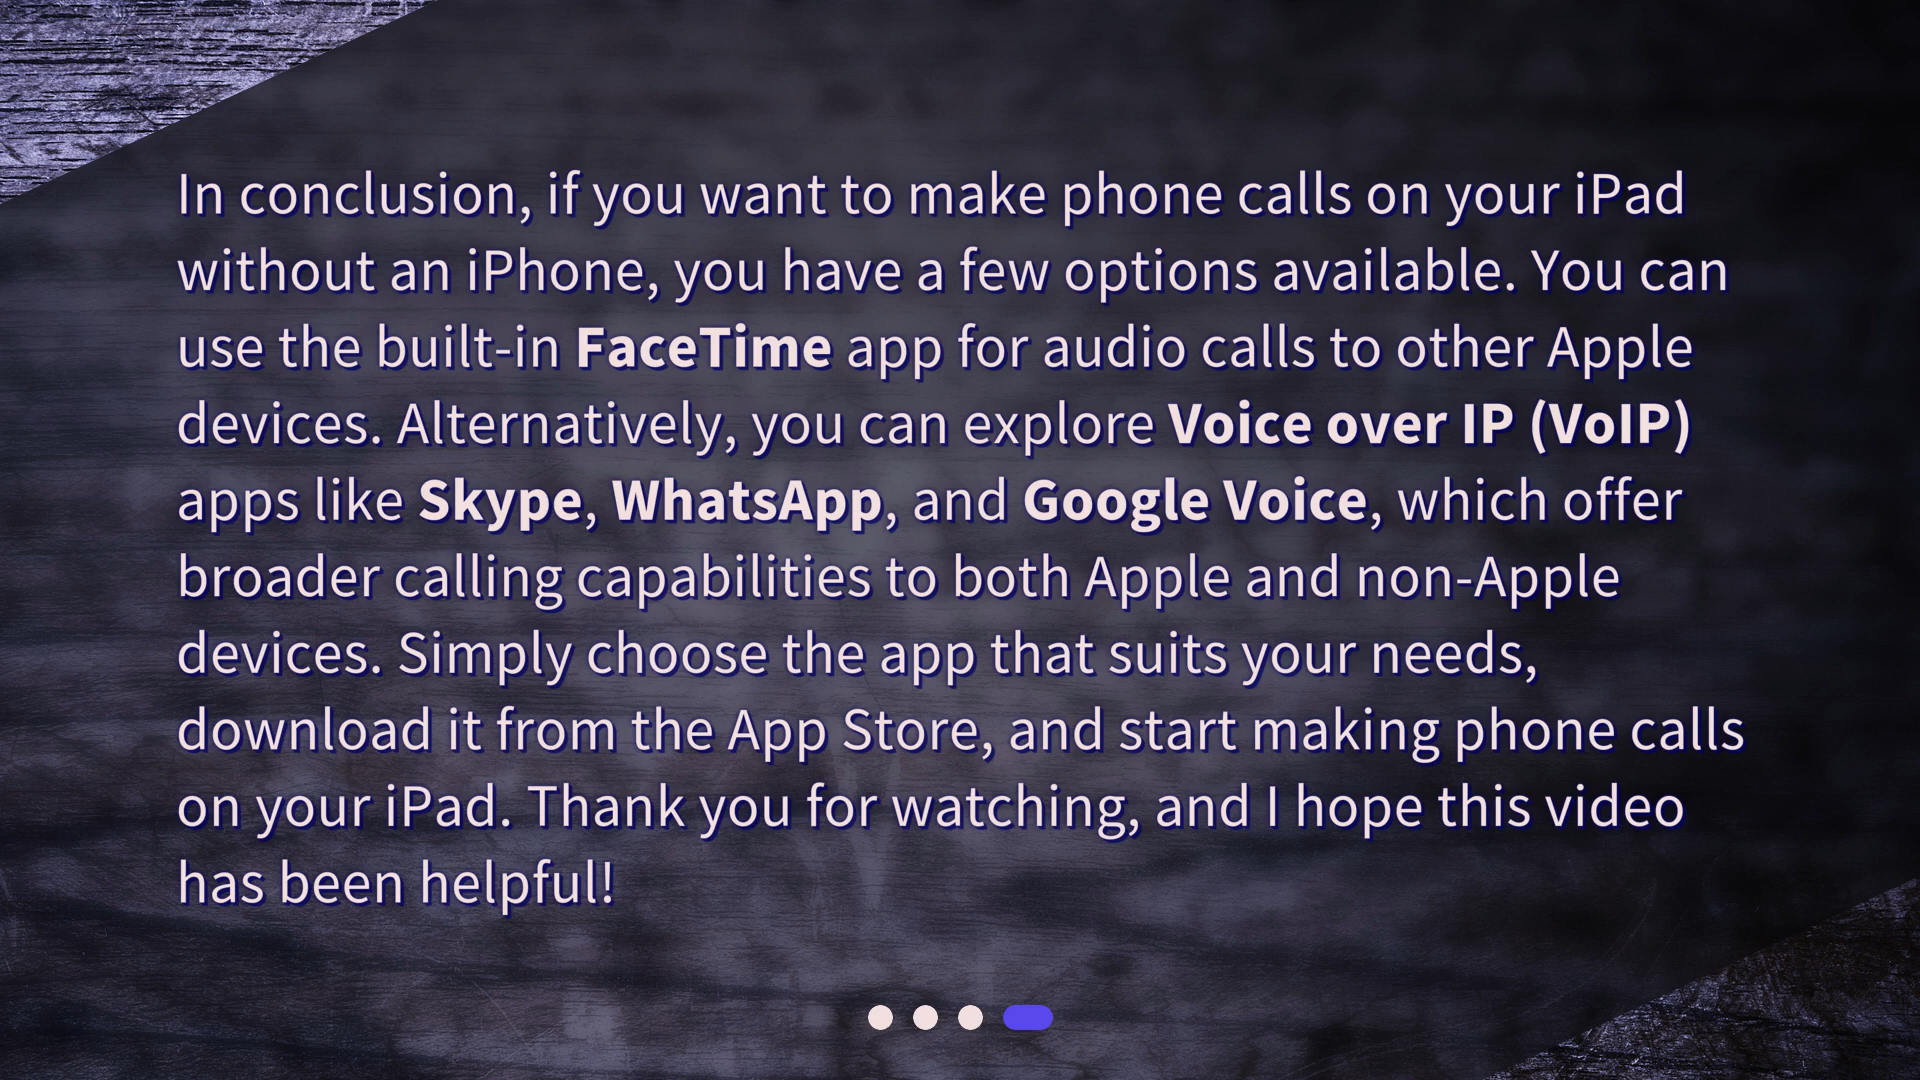 In conclusion, if you want to make phone calls on your iPad
without an iPhone, you have a few options available. You can
use the built-in FaceTime app for audio calls to other Apple
devices. Alternatively, you can explore Voice over IP (VoIP)
apps like Skype, WhatsApp, and Google Voice, which offer
broader calling capabilities to both Apple and non-Apple
devices. Simply choose the app that suits your needs,
download it from the App Store, and start making phone calls
on your iPad. Thank you for watching, and I hope this video
has been helpful!